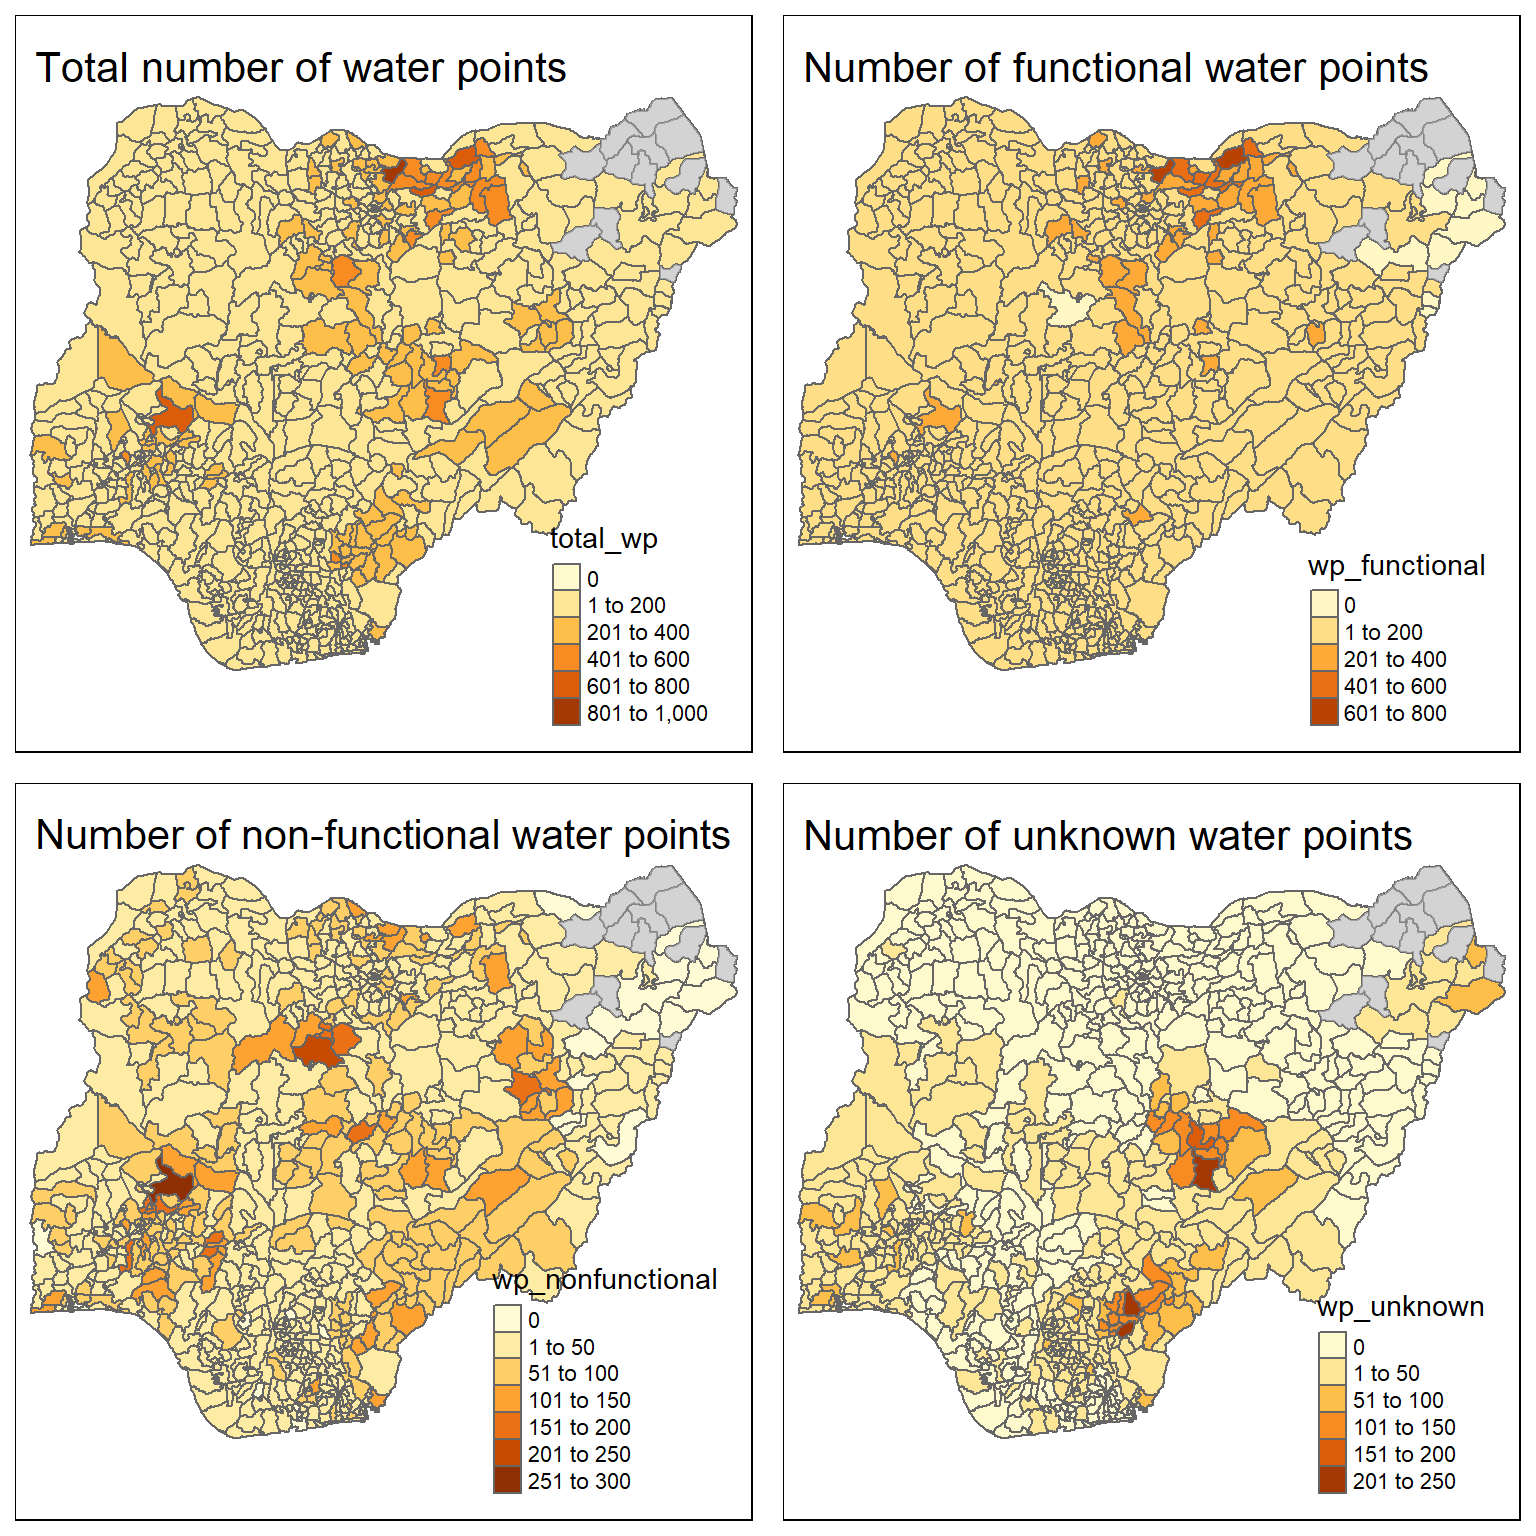 Total number of water points
total_wp
0
1 to 200
201 to 400
401 to 600
601 to 800
801 to 1,000
Number of functional water points
wp_functional
0
1 to 200
201 to 400
401 to 600
601 to 800
Number of non-functional water points
wp_nonfunctional
0
1 to 50
51 to 100
101 to 150
151 to 200
201 to 250
251 to 300
Number of unknown water points
wp_unknown
0
1 to 50
51 to 100
101 to 150
151 to 200
201 to 250